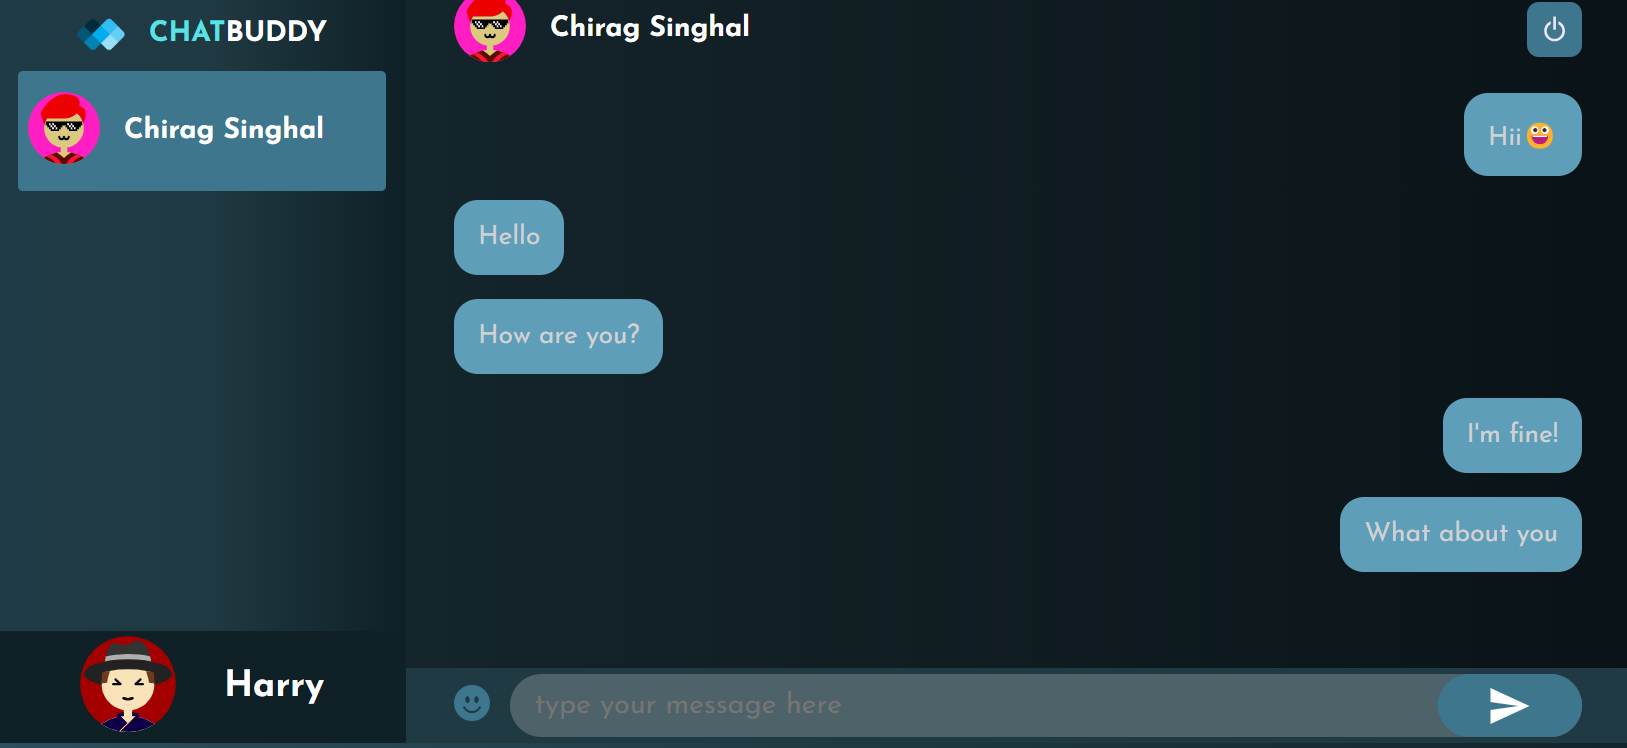 CHATBUDDY
Chirag Singhal
Harry
Chirag Singhal
Hii😃
Hello
How are you?
I'm fine!
What about you
type your message here